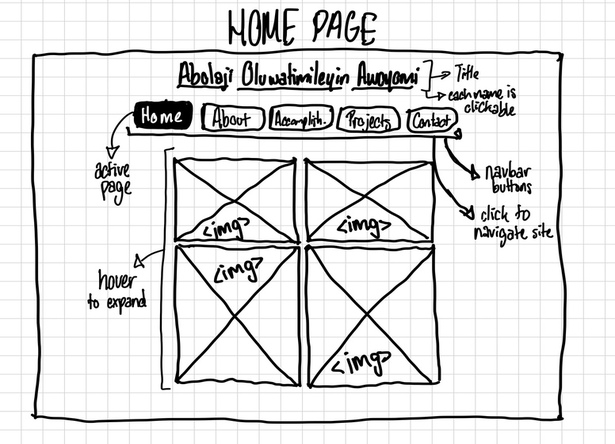 HOME PAGE
Abolaji Oluwatimileyin Awoyomi
Title
each name is
clickable
Home About Accomplish. Projects Contact
active
page
navbar
buttons
click to
navigate site
<img> <img>
<img>
hover
to expand
<img>